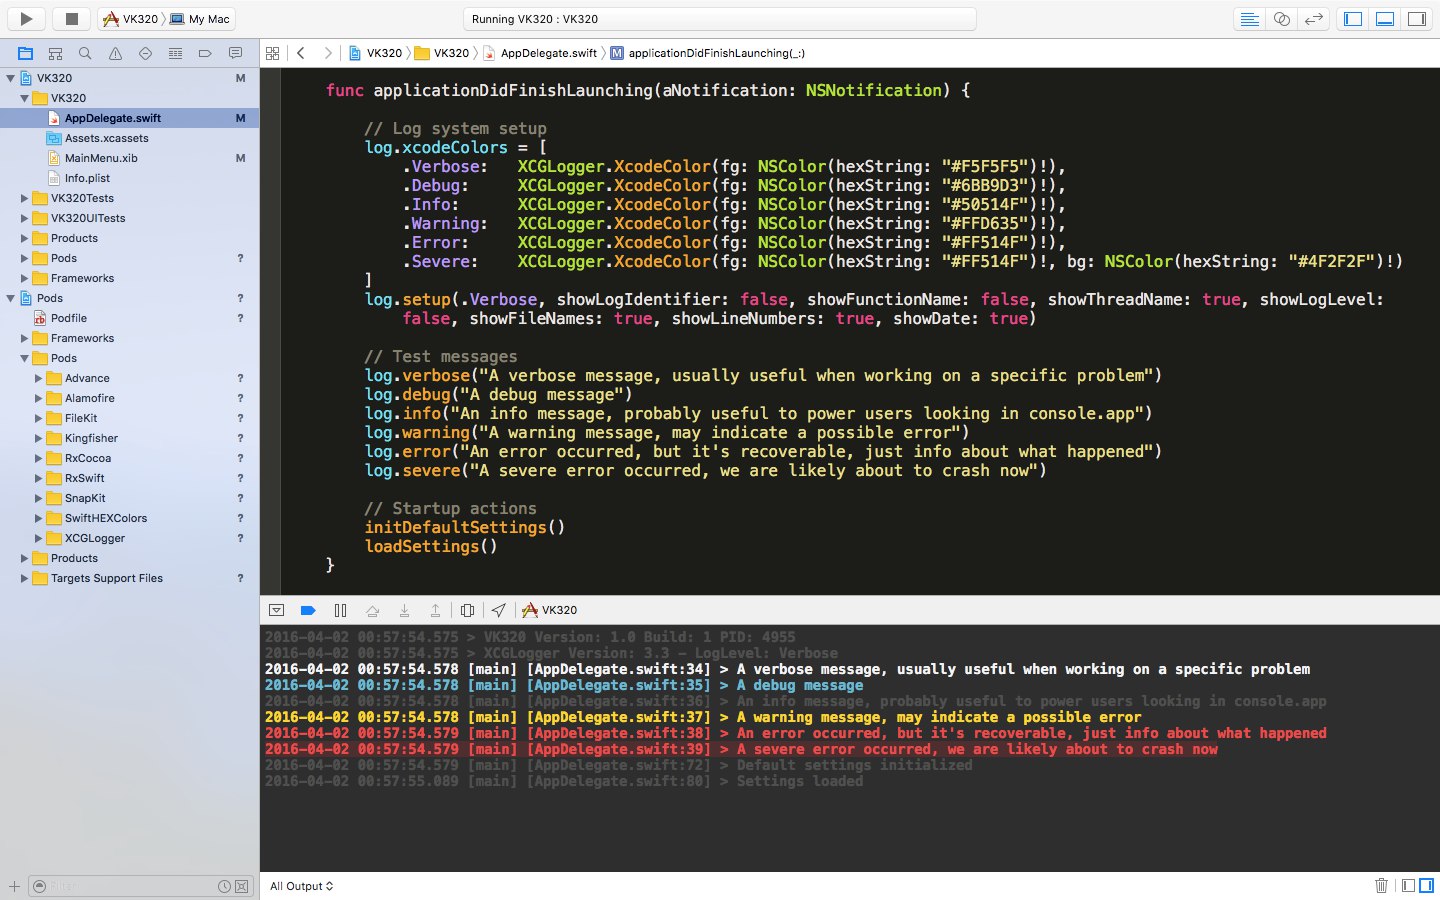 VK320 My Mac
Running VK320 : VK320
VK320 VK320 AppDelegate.swift M applicationDidFinishLaunching(_:)
VK320 M
VK320
AppDelegate.swift M
Assets.xcassets
MainMenu.xib M
Info.plist
VK320Tests
VK320UITests
Products
Pods ?
Frameworks
Pods ?
Podfile ?
Frameworks
Pods
Advance ?
Alamofire ?
FileKit ?
Kingfisher ?
RxCocoa ?
RxSwift ?
SnapKit ?
SwiftHEXColors ?
XCGLogger ?
Products
Targets Support Files ?
func applicationDidFinishLaunching(aNotification: NSNotification) {
// Log system setup
log.xcodeColors = [
.Verbose: XCGLogger.XcodeColor(fg: NSColor(hexString: "#F5F5F5")!),
.Debug: XCGLogger.XcodeColor(fg: NSColor(hexString: "#6BB9D3")!),
.Info: XCGLogger.XcodeColor(fg: NSColor(hexString: "#50514F")!),
.Warning: XCGLogger.XcodeColor(fg: NSColor(hexString: "#FFD635")!),
.Error: XCGLogger.XcodeColor(fg: NSColor(hexString: "#FF514F")!),
.Severe: XCGLogger.XcodeColor(fg: NSColor(hexString: "#FF514F")!, bg: NSColor(hexString: "#4F2F2F")!)
]
log.setup(.Verbose, showLogIdentifier: false, showFunctionName: false, showThreadName: true, showLogLevel:
false, showFileNames: true, showLineNumbers: true, showDate: true)
// Test messages
log.verbose("A verbose message, usually useful when working on a specific problem")
log.debug("A debug message")
log.info("An info message, probably useful to power users looking in console.app")
log.warning("A warning message, may indicate a possible error")
log.error("An error occurred, but it's recoverable, just info about what happened")
log.severe("A severe error occurred, we are likely about to crash now")
// Startup actions
initDefaultSettings()
loadSettings()
}
VK320
2016-04-02 00:57:54.575 > VK320 Version: 1.0 Build: 1 PID: 4955
2016-04-02 00:57:54.575 > XCGLogger Version: 3.3 - LogLevel: Verbose
2016-04-02 00:57:54.578 [main] [AppDelegate.swift:34] > A verbose message, usually useful when working on a specific problem
2016-04-02 00:57:54.578 [main] [AppDelegate.swift:35] > A debug message
2016-04-02 00:57:54.578 [main] [AppDelegate.swift:36] > An info message, probably useful to power users looking in console.app
2016-04-02 00:57:54.578 [main] [AppDelegate.swift:37] > A warning message, may indicate a possible error
2016-04-02 00:57:54.579 [main] [AppDelegate.swift:38] > An error occurred, but it's recoverable, just info about what happened
2016-04-02 00:57:54.579 [main] [AppDelegate.swift:39] > A severe error occurred, we are likely about to crash now
2016-04-02 00:57:54.579 [main] [AppDelegate.swift:72] > Default settings initialized
2016-04-02 00:57:55.089 [main] [AppDelegate.swift:80] > Settings loaded
All Output